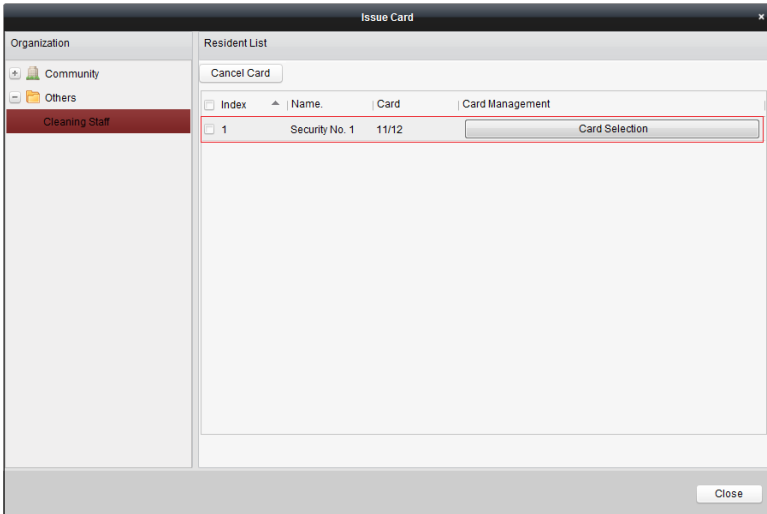 Issue Card ×
Organization
Resident List
Community
Others
Cleaning Staff
Cancel Card
Index Name. Card Card Management
1 Security No. 1 11/12 Card Selection
Close